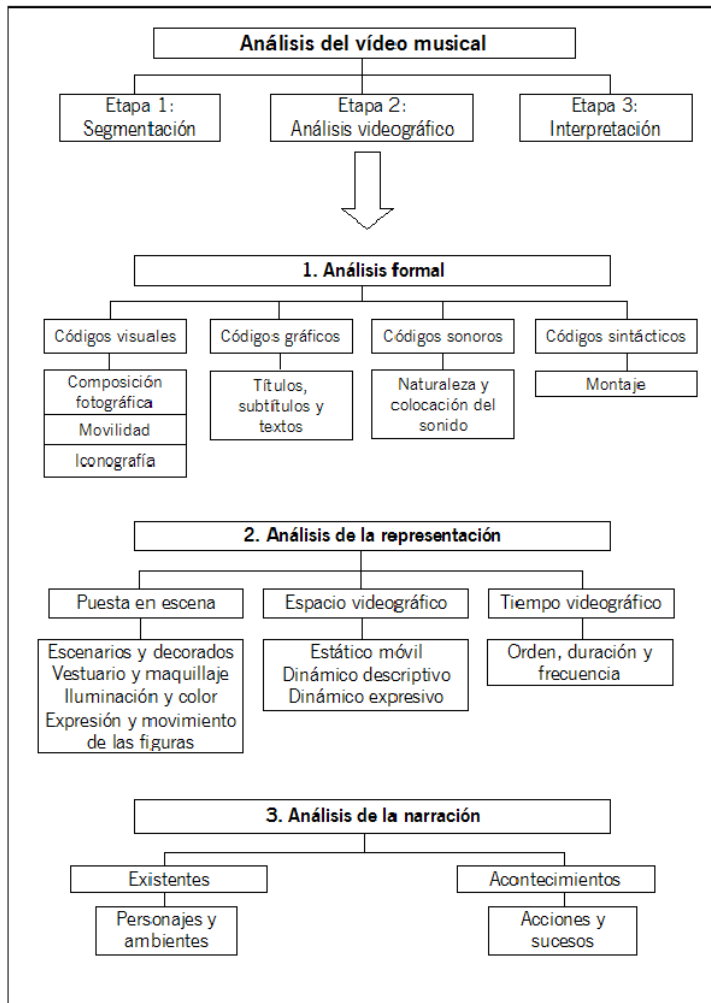 Análisis del vídeo musical
Etapa 1:
Segmentación
Etapa 2:
Análisis videográfico
Etapa 3:
Interpretación
1. Análisis formal
Códigos visuales
Composición
fotográfica
Movilidad
Iconografía
Códigos gráficos
Títulos,
subtítulos y
textos
Códigos sonoros
Naturaleza y
colocación del
sonido
Códigos sintácticos
Montaje
2. Análisis de la representación
Puesta en escena
Escenarios y decorados
Vestuario y maquillaje
Iluminación y color
Expresión y movimiento
de las figuras
Espacio videográfico
Estático móvil
Dinámico descriptivo
Dinámico expresivo
Tiempo videográfico
Orden, duración y
frecuencia
3. Análisis de la narración
Existentes
Personajes y
ambientes
Acontecimientos
Acciones y
sucesos